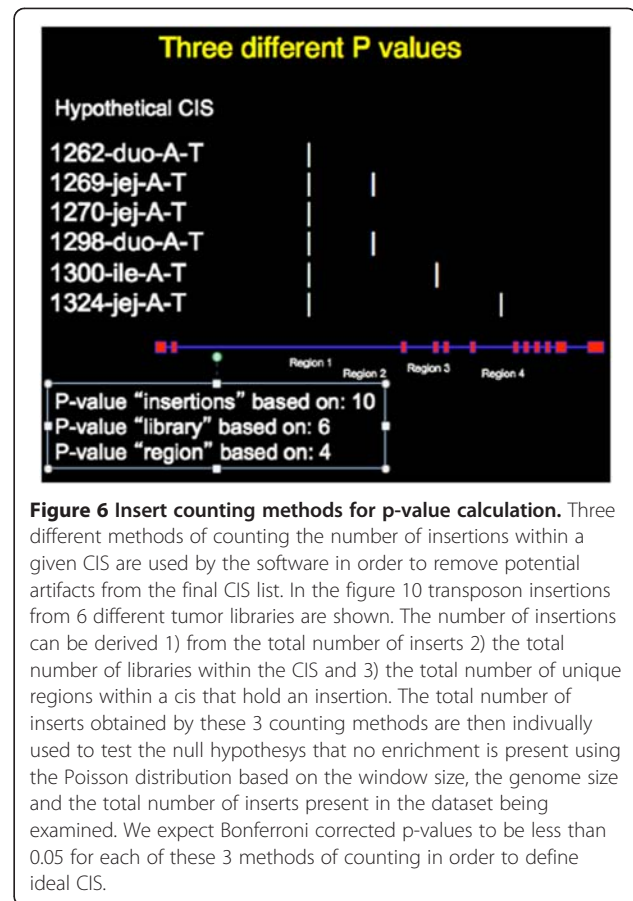 Three different P values
Hypothetical CIS
1262-duo-A-T
1269-jej-A-T
1270-jej-A-T
1298-duo-A-T
1300-ile-A-T
1324-jej-A-T
Region 1
Region 2
Region 3
Region 4
P-value “insertions” based on: 10
P-value “library” based on: 6
P-value “region” based on: 4
Figure 6 Insert counting methods for p-value calculation. Three
different methods of counting the number of insertions within a
given CIS are used by the software in order to remove potential
artifacts from the final CIS list. In the figure 10 transposon insertions
from 6 different tumor libraries are shown. The number of insertions
can be derived 1) from the total number of inserts 2) the total
number of libraries within the CIS and 3) the total number of unique
regions within a cis that hold an insertion. The total number of
inserts obtained by these 3 counting methods are then indivually
used to test the null hypothesys that no enrichment is present using
the Poisson distribution based on the window size, the genome size
and the total number of inserts present in the dataset being
examined. We expect Bonferroni corrected p-values to be less than
0.05 for each of these 3 methods of counting in order to define
ideal CIS.